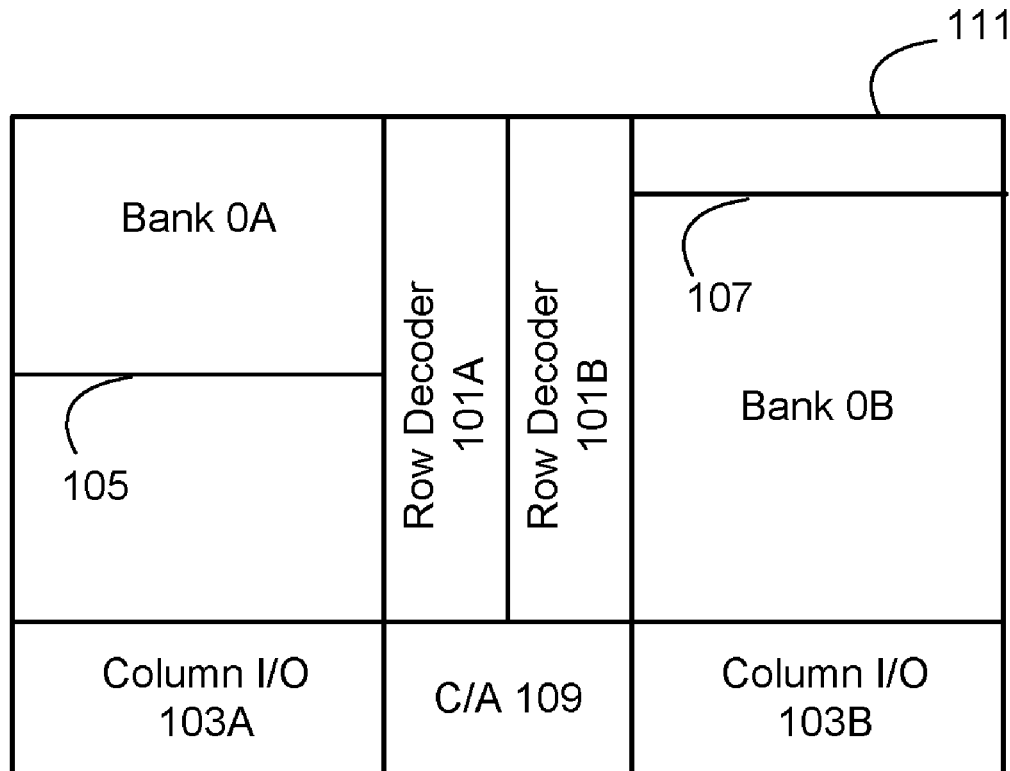 111
Bank 0A
107
Row Decoder
101A
Row Decoder
101B
Bank 0B
105
Column I/O
103A
C/A 109
Column I/O
103B